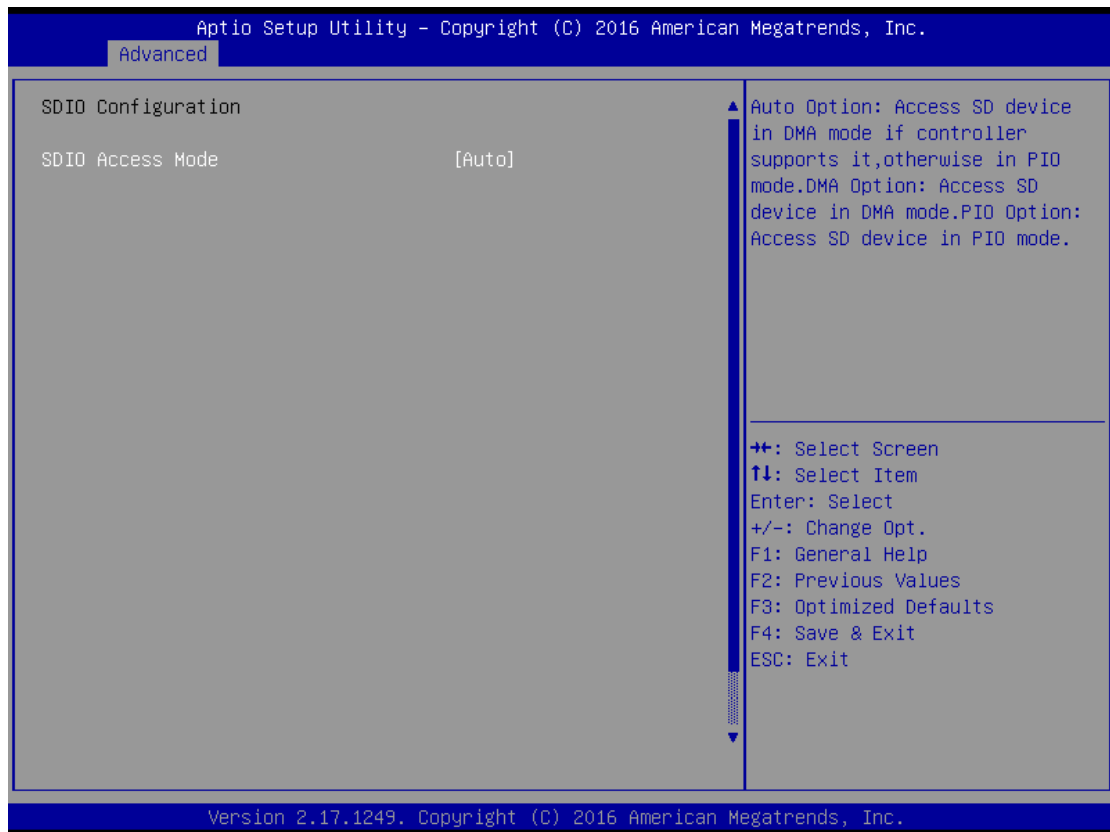 Aptio Setup Utility – Copyright (C) 2016 American Megatrends, Inc.
Advanced
SDIO Configuration
SDIO Access Mode [Auto]
Auto Option: Access SD device
in DMA mode if controller
supports it,otherwise in PIO
mode.DMA Option: Access SD
device in DMA mode.PIO Option:
Access SD device in PIO mode.
→←: Select Screen
↑↓: Select Item
Enter: Select
+/-: Change Opt.
F1: General Help
F2: Previous Values
F3: Optimized Defaults
F4: Save & Exit
ESC: Exit
Version 2.17.1249. Copyright (C) 2016 American Megatrends, Inc.